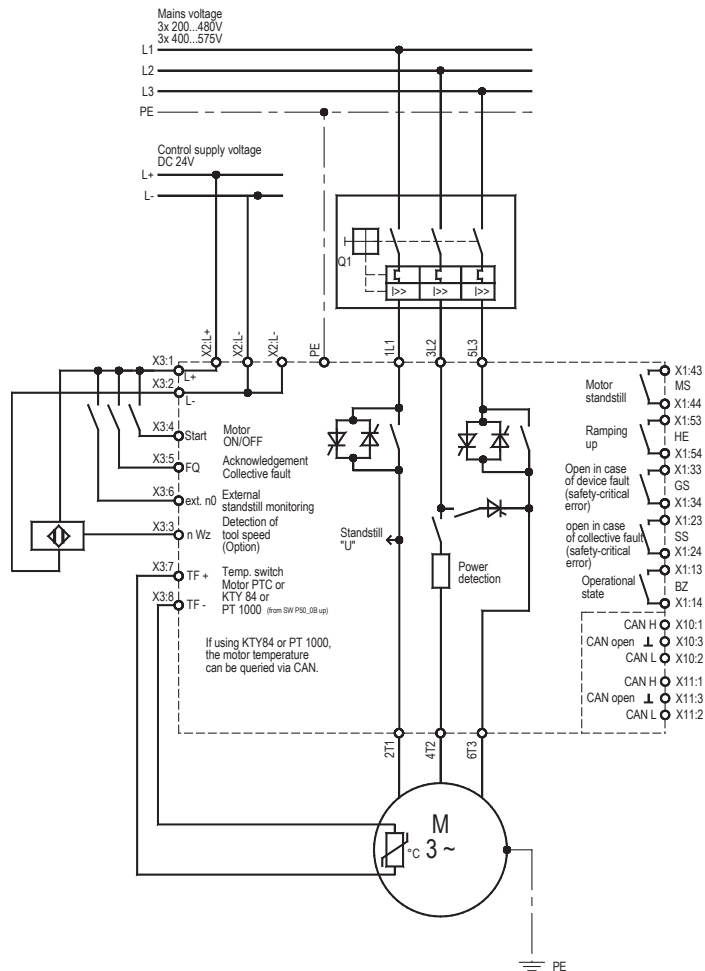 Mains voltage
3x 200...480V
3x 400...575V
L1
L2
L3
PE
Control supply voltage
DC 24V
L+
L-
Q1
I>> I>> I>>
X2:L+ X2:L- X2:L- PE 1L1 3L2 5L3
X3:1 L+
X3:2 L-
X3:4 Start Motor
ON/OFF
X3:5 FQ Acknowledgement
Collective fault
X3:6 ext. n0 External
standstill monitoring
X3:3 n Wz Detection of
tool speed
(Option)
X3:7 TF + Temp. switch
Motor PTC or
KTY 84 or
X3:8 TF - PT 1000 (from SW P50_0B up)
If using KTY84 or PT 1000,
the motor temperature
can be queried via CAN.
Standstill
"U"
Power
detection
Motor
standstill
X1:43
MS
X1:44
Ramping
up
X1:53
HE
X1:54
Open in case
of device fault
(safety-critical
error)
X1:33
GS
X1:34
open in case
of collective fault
(safety-critical
error)
X1:23
SS
X1:24
Operational
state
X1:13
BZ
X1:14
CAN H X10:1
CAN open X10:3
CAN L X10:2
CAN H X11:1
CAN open X11:3
CAN L X11:2
2T1 4T2 6T3
M
3 ~
°C
PE